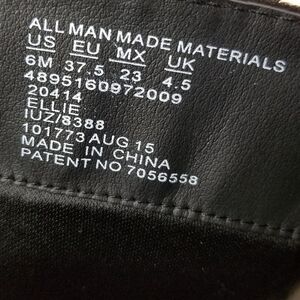 ALL MAN MADE MATERIALS
US EU MX UK
6M 37.5 23 4.5
4895160972009
20414
ELLIE
IUZ/8388
101773 AUG 15
MADE IN CHINA
PATENT NO 7056558